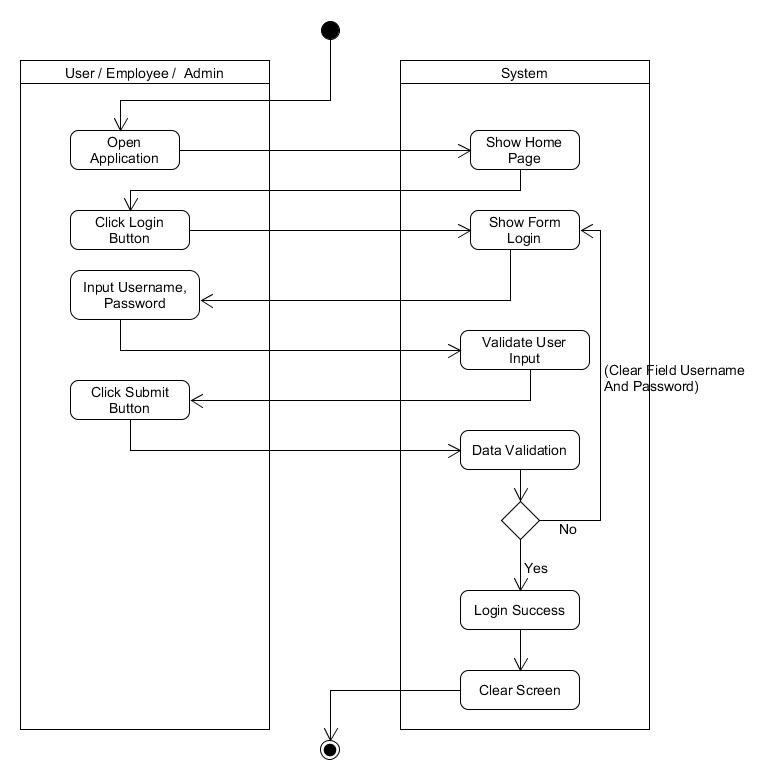 User / Employee /  Admin
System
Open
Application
Show Home
Page
Click Login
Button
Show Form
Login
Input Username,
Password
Validate User
Input
(Clear Field Username
And Password)
Click Submit
Button
Data Validation
No
Yes
Login Success
Clear Screen